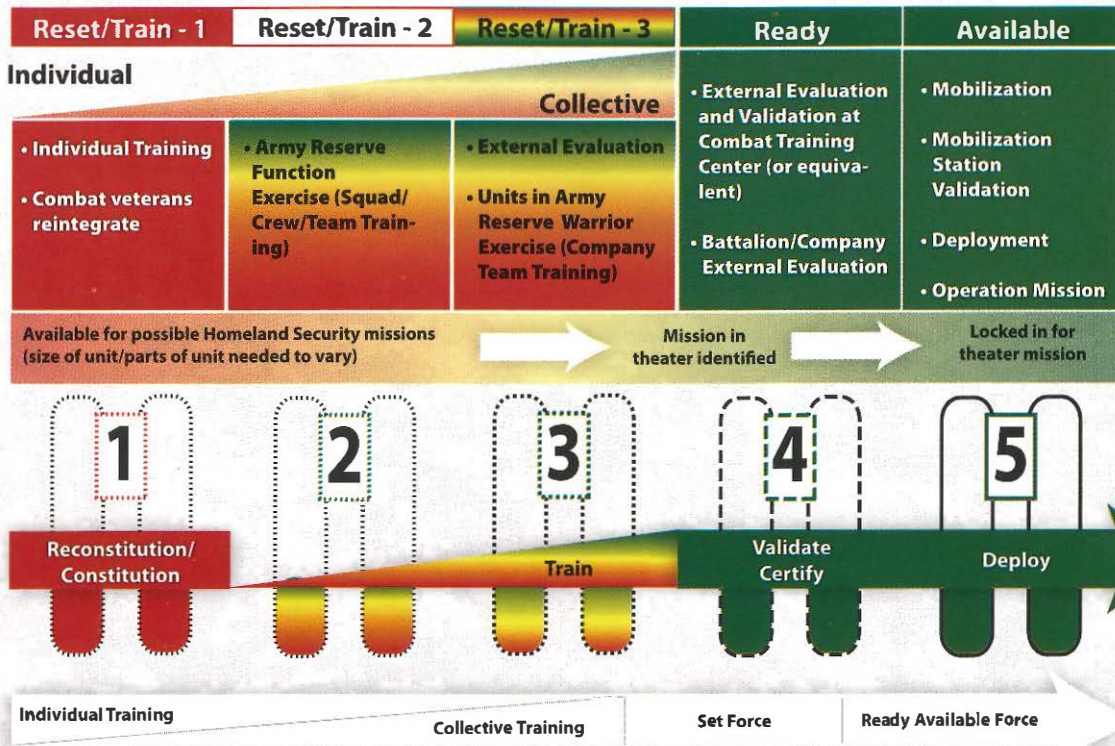 Reset/Train - 1
Reset/Train - 2
Reset/Train - 3
Ready
Available
Individual
Collective
• Individual Training
• Combat veterans
reintegrate
• Army Reserve
Function
Exercise (Squad/
Crew/Team Train-
ing)
• External Evaluation
• Units in Army
Reserve Warrior
Exercise (Company
Team Training)
• External Evaluation
and Validation at
Combat Training
Center (or equiva-
lent)
• Battalion/Company
External Evaluation
• Mobilization
• Mobilization
Station
Validation
• Deployment
• Operation Mission
Available for possible Homeland Security missions
(size of unit/parts of unit needed to vary)
Mission in
theater identified
Locked in for
theater mission
1
2
3
4
5
Reconstitution/
Constitution
Train
Validate
Certify
Deploy
Individual Training
Collective Training
Set Force
Ready Available Force